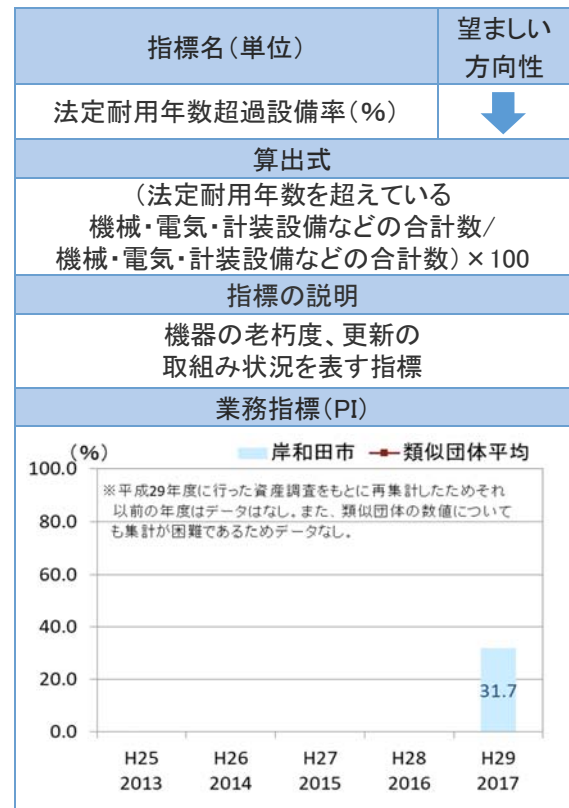 指標名(単位)
望ましい
方向性
法定耐用年数超過設備率(%)
算出式
(法定耐用年数を超えている
機械・電気・計装設備などの合計数/
機械・電気・計装設備などの合計数)×100
指標の説明
機器の老朽度、更新の
取組み状況を表す指標
業務指標(PI)
(%)
岸和田市
類似団体平均
※平成29年度に行った資産調査をもとに再集計したためそれ
以前の年度はデータはなし。また、類似団体の数値について
も集計が困難であるためデータなし。
100.0
80.0
60.0
40.0
20.0
0.0
31.7
H25 H26 H27 H28 H29
2013 2014 2015 2016 2017